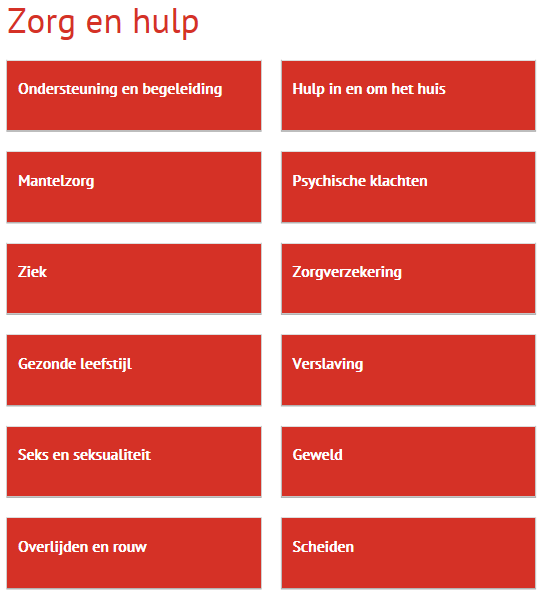 Zorg en hulp
Ondersteuning en begeleiding
Hulp in en om het huis
Mantelzorg
Psychische klachten
Ziek
Zorgverzekering
Gezonde leefstijl
Verslaving
Seks en seksualiteit
Geweld
Overlijden en rouw
Scheiden